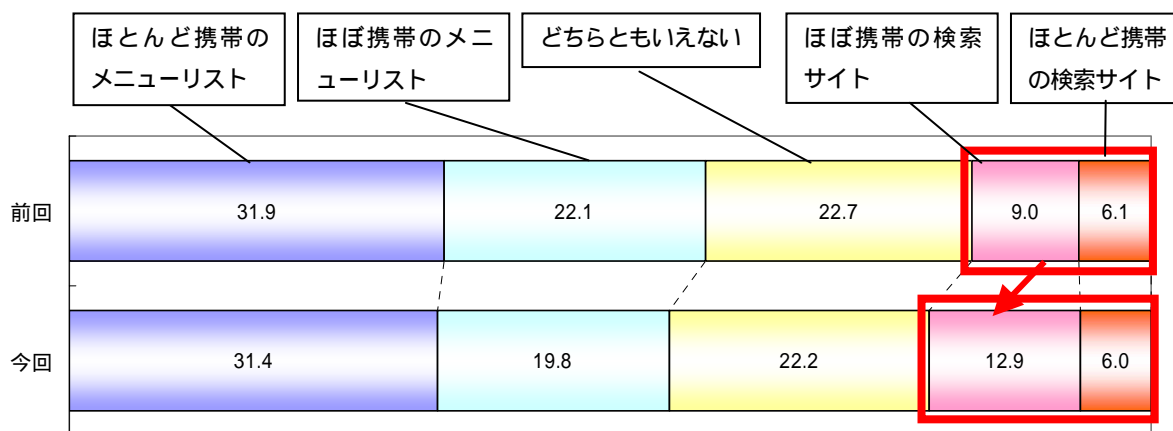 ほとんど携帯の
メニューリスト
ほぼ携帯のメニ
ューリスト
どちらともいえない
ほぼ携帯の検索
サイト
ほとんど携帯
の検索サイト
前回
31.9
22.1
22.7
9.0
6.1
今回
31.4
19.8
22.2
12.9
6.0